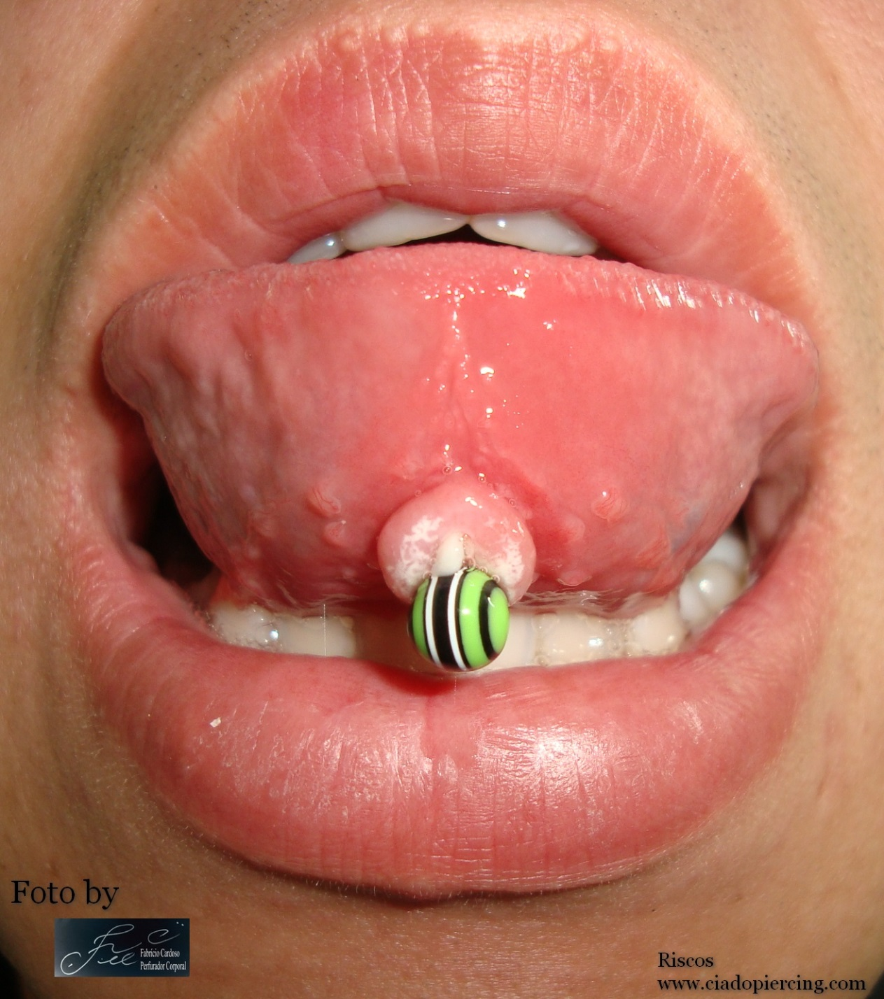 Foto by
Fabricio Cardoso
Perfurador Corporal
Riscos
www.ciadopiercing.com